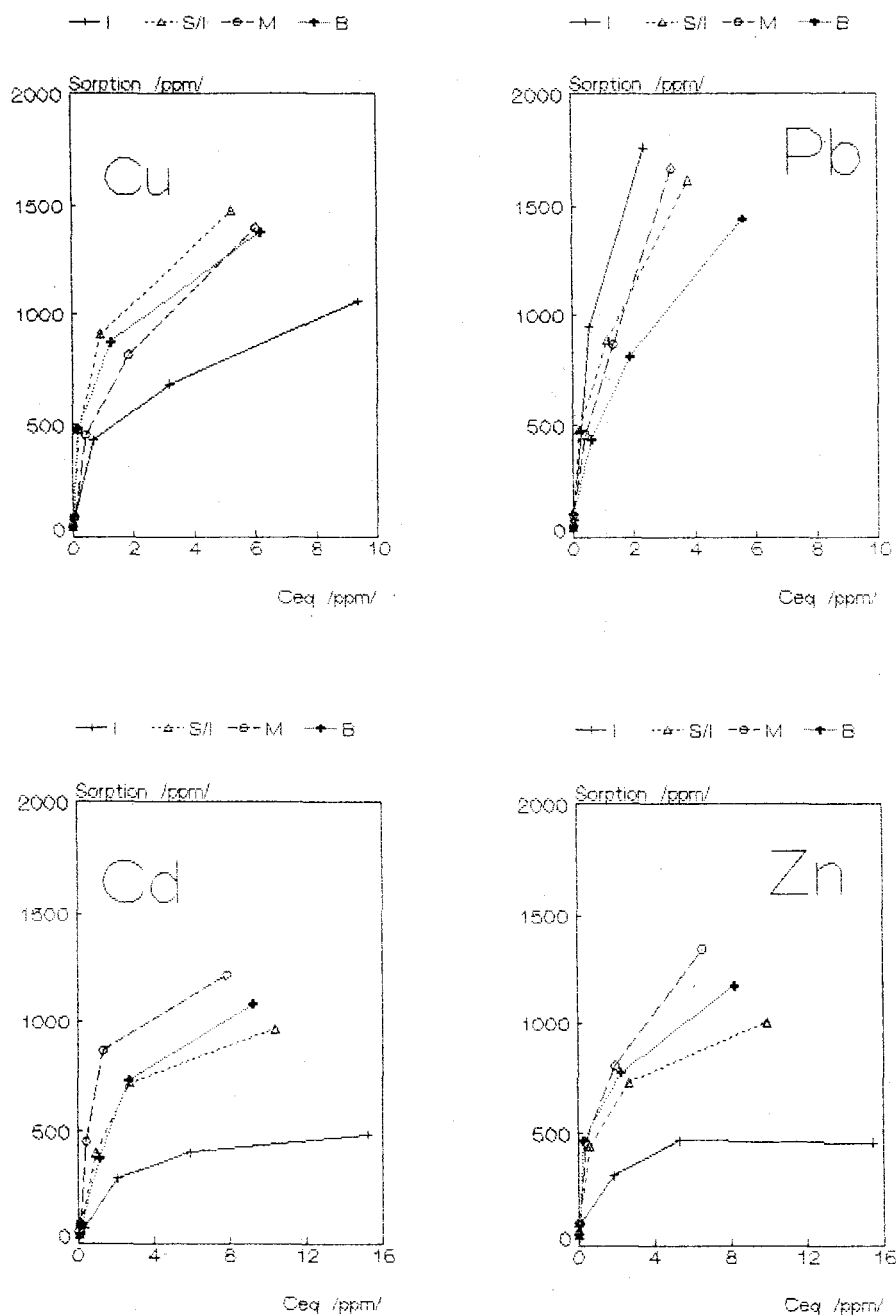 I S/I M B
I S/I M B
Sorption /ppm/
2000
1500
1000
500
0
Cu
0 2 4 6 8 10
Ceq /ppm/
Sorption /ppm/
2000
1500
1000
500
0
Pb
0 2 4 6 8 10
Ceq /ppm/
I S/I M B
I S/I M B
Sorption /ppm/
2000
1500
1000
500
0
Cd
0 4 8 12 16
Ceq /ppm/
Sorption /ppm/
2000
1500
1000
500
0
Zn
0 4 8 12 16
Ceq /ppm/